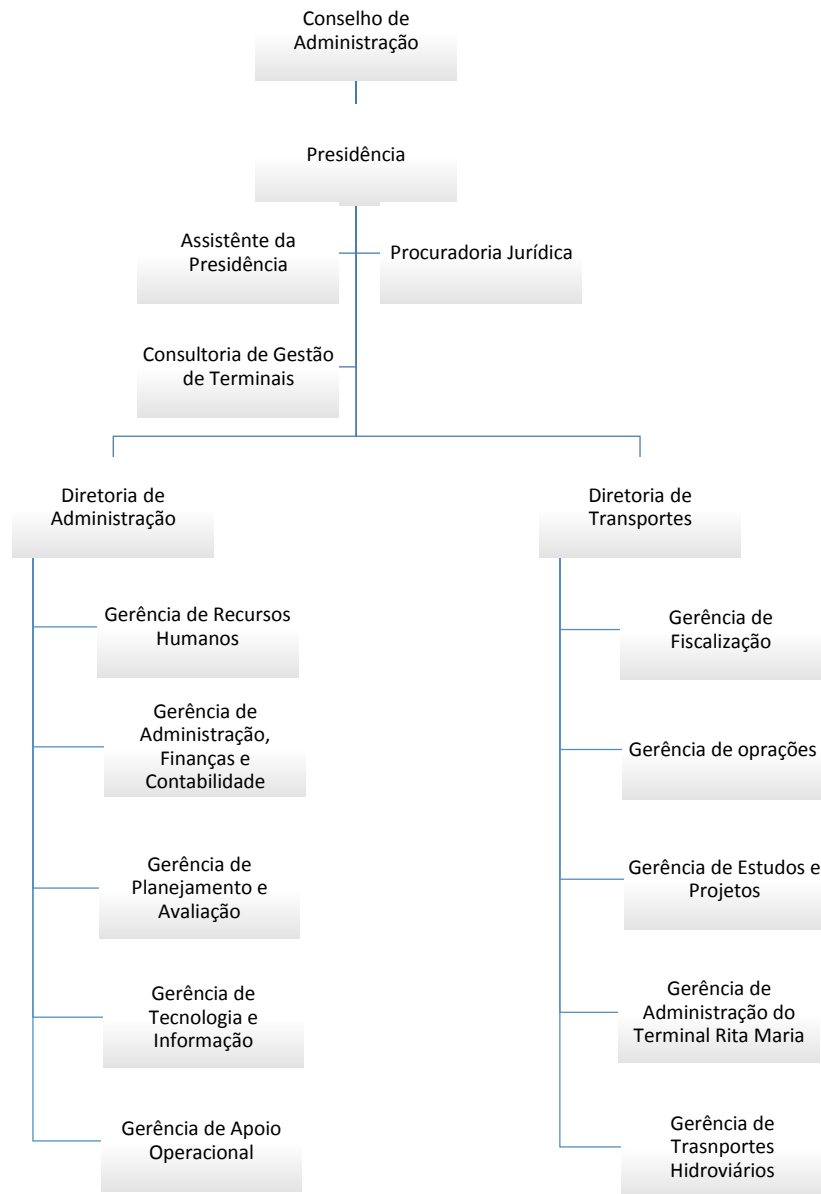 Conselho de
Administração
Presidência
Assistênte da
Presidência
Procuradoria Jurídica
Consultoria de Gestão
de Terminais
Diretoria de
Administração
Gerência de Recursos
Humanos
Gerência de
Administração,
Finanças e
Contabilidade
Gerência de
Planejamento e
Avaliação
Gerência de
Tecnologia e
Informação
Gerência de Apoio
Operacional
Diretoria de
Transportes
Gerência de
Fiscalização
Gerência de oprações
Gerência de Estudos e
Projetos
Gerência de
Administração do
Terminal Rita Maria
Gerência de
Trasnportes
Hidroviários